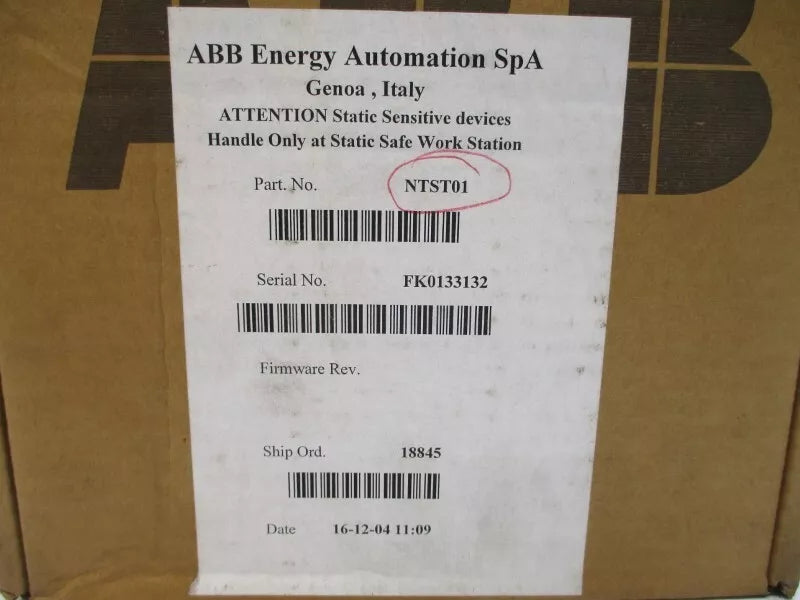 ABB
ABB Energy Automation SpA
Genoa , Italy
ATTENTION Static Sensitive devices
Handle Only at Static Safe Work Station
Part. No. NTST01
Serial No. FK0133132
Firmware Rev.
Ship Ord. 18845
Date 16-12-04 11:09